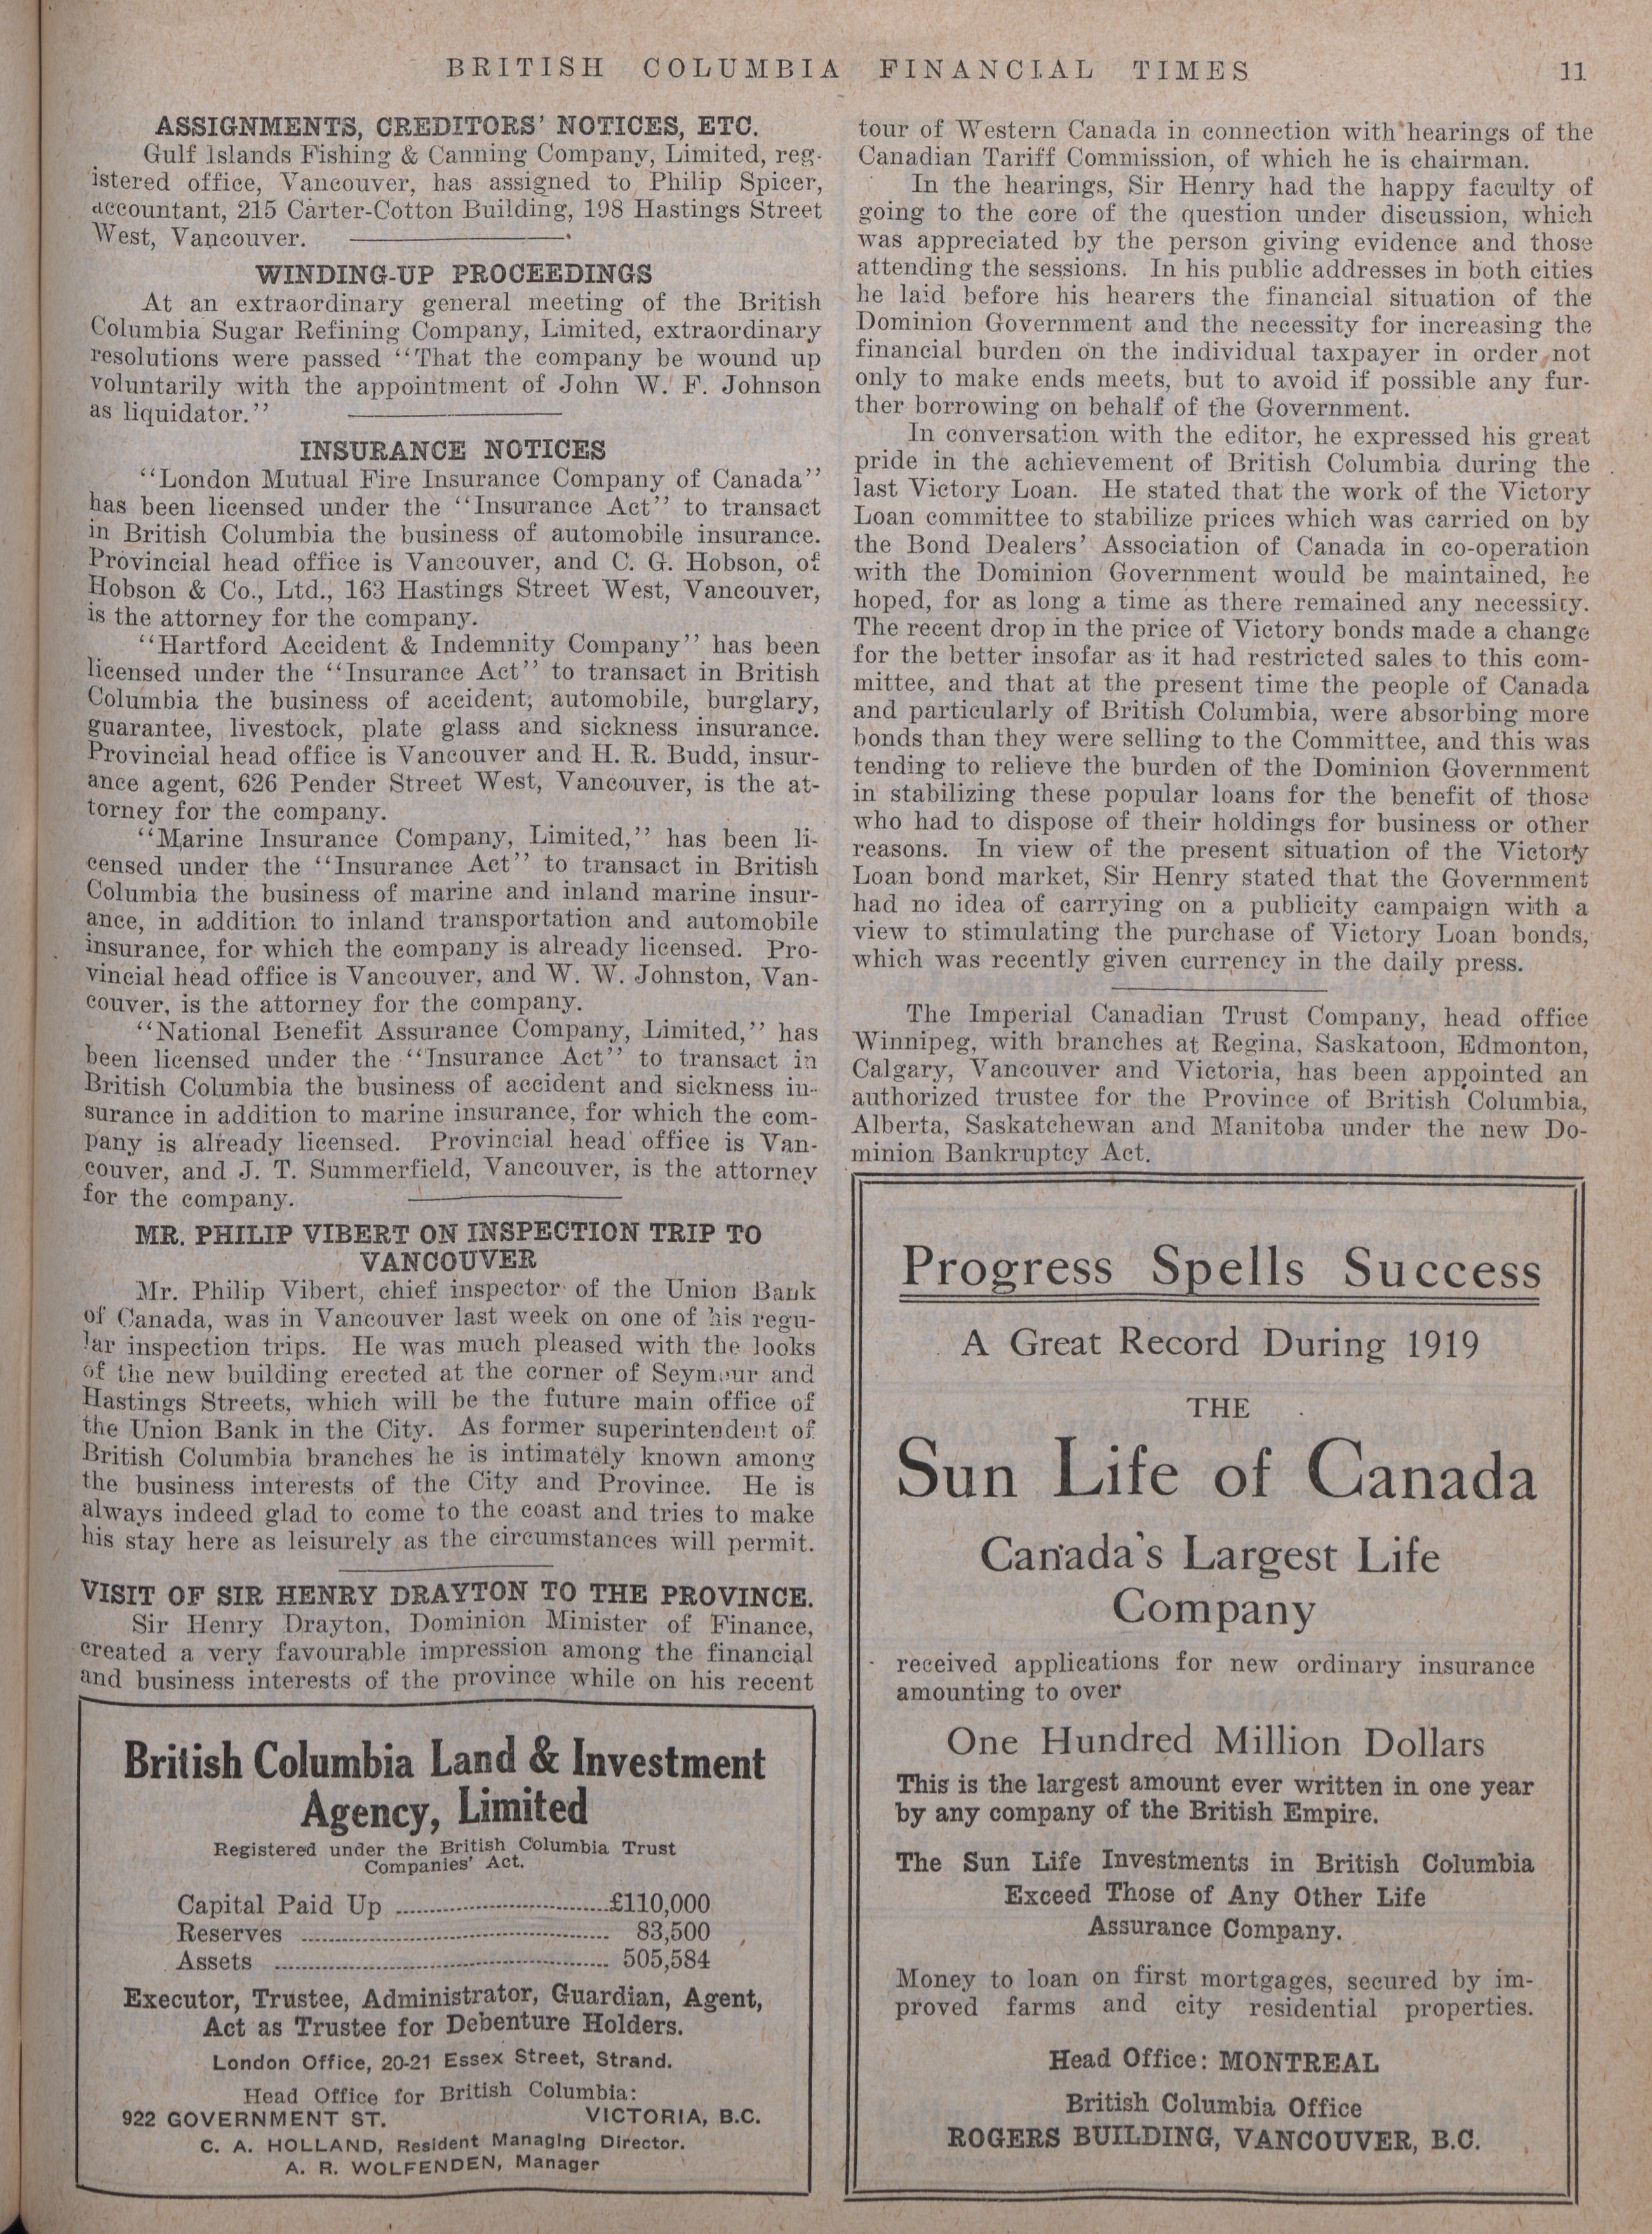 BRITISH COLUMBIA FINANCIAL TIMES 11
ASSIGNMENTS, CREDITORS' NOTICES, ETC.
Gulf Islands Fishing & Canning Company, Limited, reg-
istered office, Vancouver, has assigned to Philip Spicer,
accountant, 215 Carter-Cotton Building, 198 Hastings Street
West, Vancouver.
WINDING-UP PROCEEDINGS
At an extraordinary general meeting of the British
Columbia Sugar Refining Company, Limited, extraordinary
resolutions were passed "That the company be wound up
voluntarily with the appointment of John W. F. Johnson
as liquidator."
INSURANCE NOTICES
"London Mutual Fire Insurance Company of Canada"
has been licensed under the "Insurance Act" to transact
in British Columbia the business of automobile insurance.
Provincial head office is Vancouver, and C. G. Hobson, of
Hobson & Co., Ltd., 163 Hastings Street West, Vancouver,
is the attorney for the company.
"Hartford Accident & Indemnity Company" has been
licensed under the "Insurance Act" to transact in British
Columbia the business of accident; automobile, burglary,
guarantee, livestock, plate glass and sickness insurance.
Provincial head office is Vancouver and H. R. Budd, insur-
ance agent, 626 Pender Street West, Vancouver, is the at-
torney for the company.
"Marine Insurance Company, Limited," has been li-
censed under the "Insurance Act" to transact in British
Columbia the business of marine and inland marine insur-
ance, in addition to inland transportation and automobile
insurance, for which the company is already licensed. Pro-
vincial head office is Vancouver, and W. W. Johnston, Van-
couver, is the attorney for the company.
"National Benefit Assurance Company, Limited," has
been licensed under the "Insurance Act" to transact in
British Columbia the business of accident and sickness in-
surance in addition to marine insurance, for which the com-
pany is already licensed. Provincial head office is Van-
couver, and J. T. Summerfield, Vancouver, is the attorney
for the company.
MR. PHILIP VIBERT ON INSPECTION TRIP TO
VANCOUVER
Mr. Philip Vibert, chief inspector of the Union Bank
of Canada, was in Vancouver last week on one of his regu-
lar inspection trips. He was much pleased with the looks
of the new building erected at the corner of Seymour and
Hastings Streets, which will be the future main office of
the Union Bank in the City. As former superintendent of
British Columbia branches he is intimately known among
the business interests of the City and Province. He is
always indeed glad to come to the coast and tries to make
his stay here as leisurely as the circumstances will permit.
VISIT OF SIR HENRY DRAYTON TO THE PROVINCE.
Sir Henry Drayton, Dominion Minister of Finance,
created a very favourable impression among the financial
and business interests of the province while on his recent
British Columbia Land & Investment
Agency, Limited
Registered under the British Columbia Trust
Companies' Act.
Capital Paid Up ........ £110,000
Reserves ........ 83,500
Assets ........ 505,584
Executor, Trustee, Administrator, Guardian, Agent,
Act as Trustee for Debenture Holders.
London Office, 20-21 Essex Street, Strand.
Head Office for British Columbia:
922 GOVERNMENT ST. VICTORIA, B.C.
C. A. HOLLAND, Resident Managing Director.
A. R. WOLFENDEN, Manager
tour of Western Canada in connection with hearings of the
Canadian Tariff Commission, of which he is chairman.
In the hearings, Sir Henry had the happy faculty of
going to the core of the question under discussion, which
was appreciated by the person giving evidence and those
attending the sessions. In his public addresses in both cities
he laid before his hearers the financial situation of the
Dominion Government and the necessity for increasing the
financial burden on the individual taxpayer in order not
only to make ends meets, but to avoid if possible any fur-
ther borrowing on behalf of the Government.
In conversation with the editor, he expressed his great
pride in the achievement of British Columbia during the
last Victory Loan. He stated that the work of the Victory
Loan committee to stabilize prices which was carried on by
the Bond Dealers' Association of Canada in co-operation
with the Dominion Government would be maintained, he
hoped, for as long a time as there remained any necessity.
The recent drop in the price of Victory bonds made a change
for the better insofar as it had restricted sales to this com-
mittee, and that at the present time the people of Canada
and particularly of British Columbia, were absorbing more
bonds than they were selling to the Committee, and this was
tending to relieve the burden of the Dominion Government
in stabilizing these popular loans for the benefit of those
who had to dispose of their holdings for business or other
reasons. In view of the present situation of the Victory
Loan bond market, Sir Henry stated that the Government
had no idea of carrying on a publicity campaign with a
view to stimulating the purchase of Victory Loan bonds,
which was recently given currency in the daily press.
The Imperial Canadian Trust Company, head office
Winnipeg, with branches at Regina, Saskatoon, Edmonton,
Calgary, Vancouver and Victoria, has been appointed an
authorized trustee for the Province of British Columbia,
Alberta, Saskatchewan and Manitoba under the new Do-
minion Bankruptcy Act.
Progress Spells Success
A Great Record During 1919
THE
Sun Life of Canada
Canada's Largest Life
Company
received applications for new ordinary insurance
amounting to over
One Hundred Million Dollars
This is the largest amount ever written in one year
by any company of the British Empire.
The Sun Life Investments in British Columbia
Exceed Those of Any Other Life
Assurance Company.
Money to loan on first mortgages, secured by im-
proved farms and city residential properties.
Head Office: MONTREAL
British Columbia Office
ROGERS BUILDING, VANCOUVER, B.C.